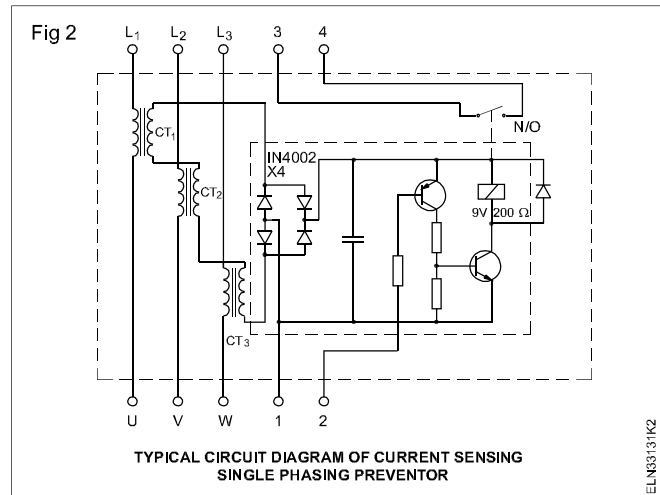 Fig 2
L1 L2 L3 3 4
N/O
CT1
IN4002
X4
CT2
9V 200 Ω
CT3
U V W 1 2
TYPICAL CIRCUIT DIAGRAM OF CURRENT SENSING
SINGLE PHASING PREVENTOR
ELN33131K2